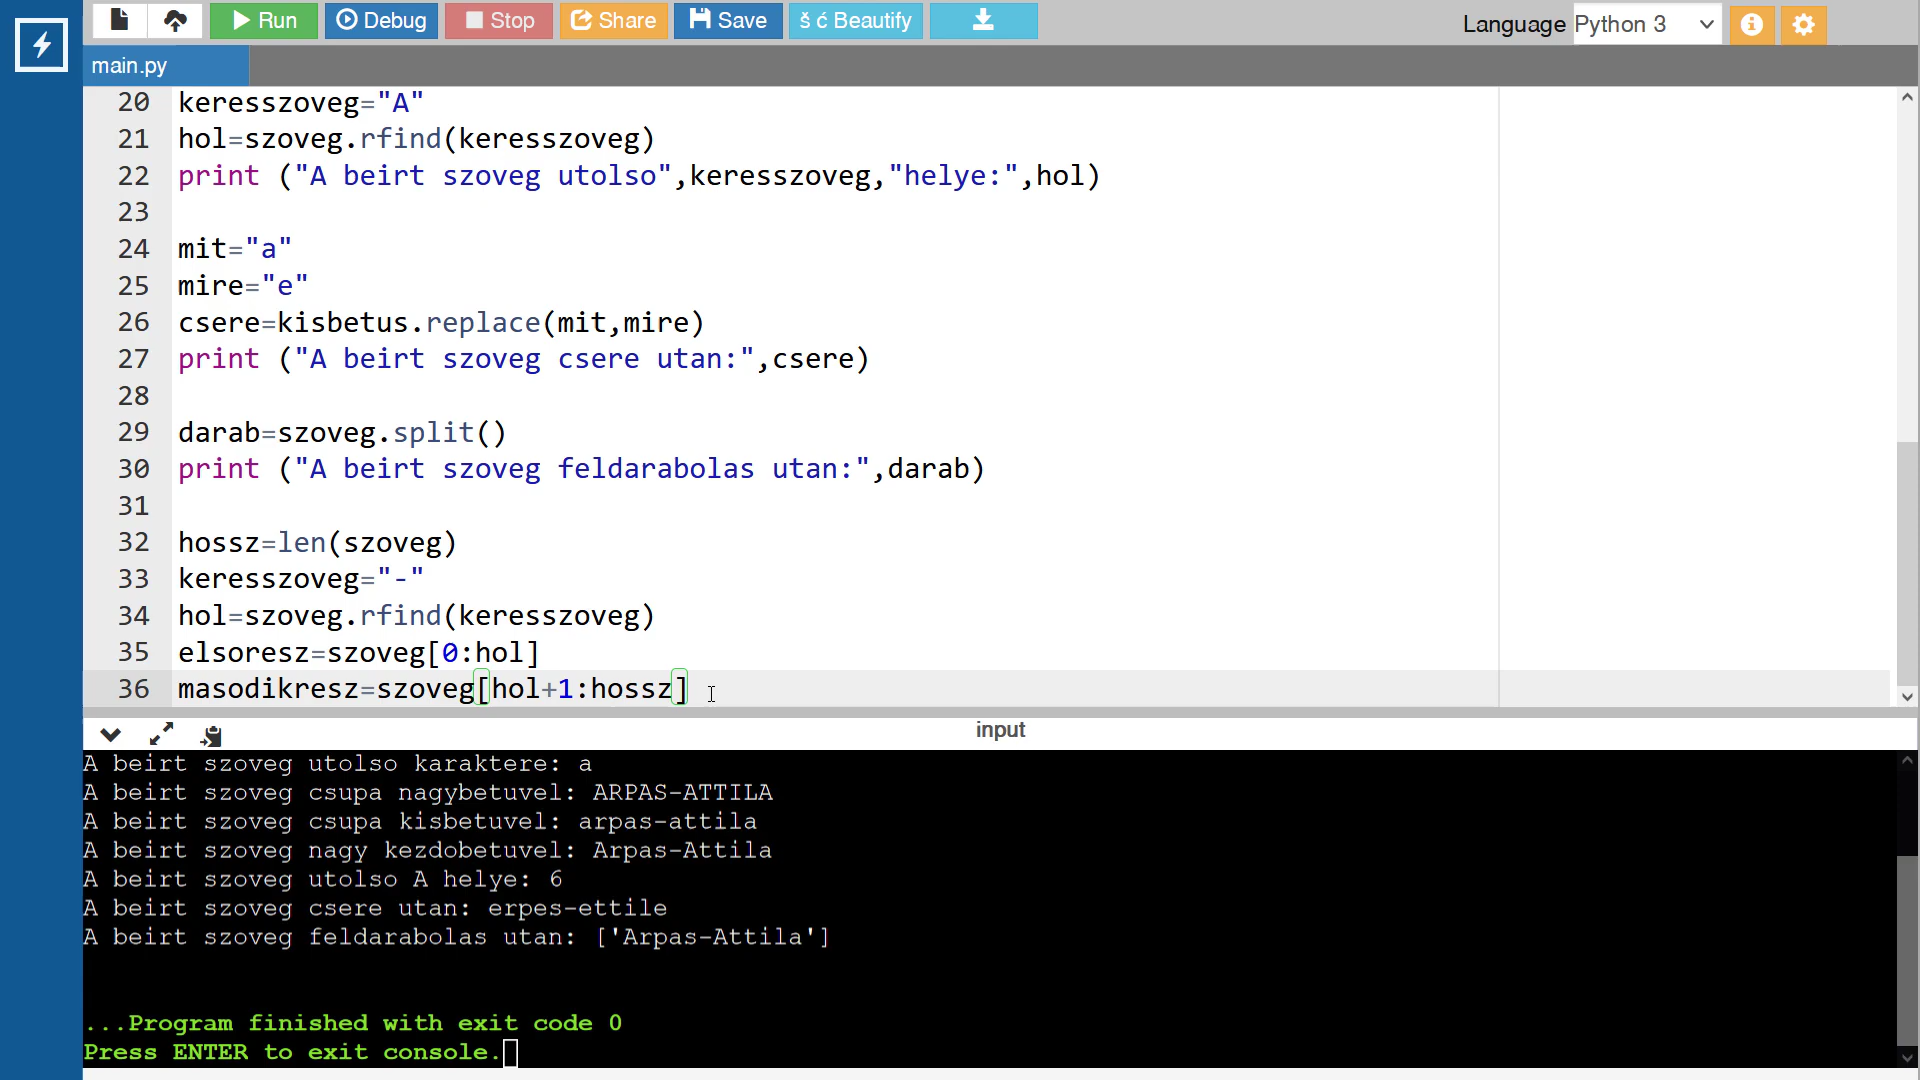 Run Debug Stop Share Save š ć Beautify Language Python 3
main.py
20 keresszoveg="A"
21 hol=szoveg.rfind(keresszoveg)
22 print ("A beirt szoveg utolso",keresszoveg,"helye:",hol)
23
24 mit="a"
25 mire="e"
26 csere=kisbetus.replace(mit,mire)
27 print ("A beirt szoveg csere utan:",csere)
28
29 darab=szoveg.split()
30 print ("A beirt szoveg feldarabolas utan:",darab)
31
32 hossz=len(szoveg)
33 keresszoveg="-"
34 hol=szoveg.rfind(keresszoveg)
35 elsoresz=szoveg[0:hol]
36 masodikresz=szoveg[hol+1:hossz]
input
A beirt szoveg utolso karaktere: a
A beirt szoveg csupa nagybetuvel: ARPAS-ATTILA
A beirt szoveg csupa kisbetuvel: arpas-attila
A beirt szoveg nagy kezdobetuvel: Arpas-Attila
A beirt szoveg utolso A helye: 6
A beirt szoveg csere utan: erpes-ettile
A beirt szoveg feldarabolas utan: ['Arpas-Attila']
...Program finished with exit code 0
Press ENTER to exit console.